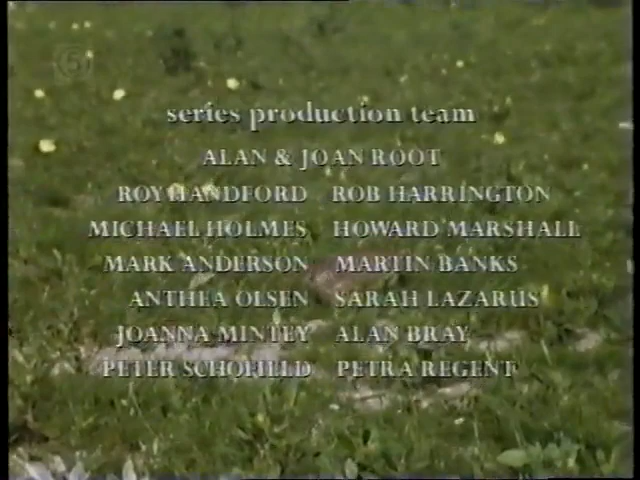 5
series production team
ALAN & JOAN ROOT
ROY HANDFORD ROB HARRINGTON
MICHAEL HOLMES HOWARD MARSHALL
MARK ANDERSON MARTIN BANKS
ANTHEA OLSEN SARAH LAZARUS
JOANNA MINTEY ALAN BRAY
PETER SCHOFIELD PETRA REGENT